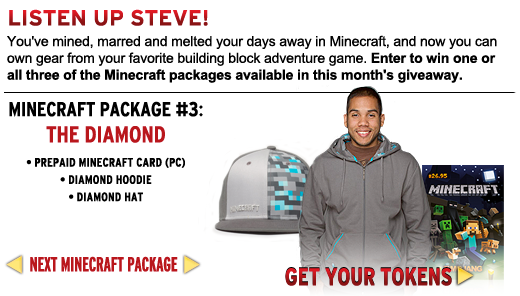 LISTEN UP STEVE!
You've mined, marred and melted your days away in Minecraft, and now you can
own gear from your favorite building block adventure game. Enter to win one or
all three of the Minecraft packages available in this month's giveaway.
MINECRAFT PACKAGE #3:
THE DIAMOND
• PREPAID MINECRAFT CARD (PC)
• DIAMOND HOODIE
• DIAMOND HAT
$26.95
MINECRAFT
NEXT MINECRAFT PACKAGE
GET YOUR TOKENS